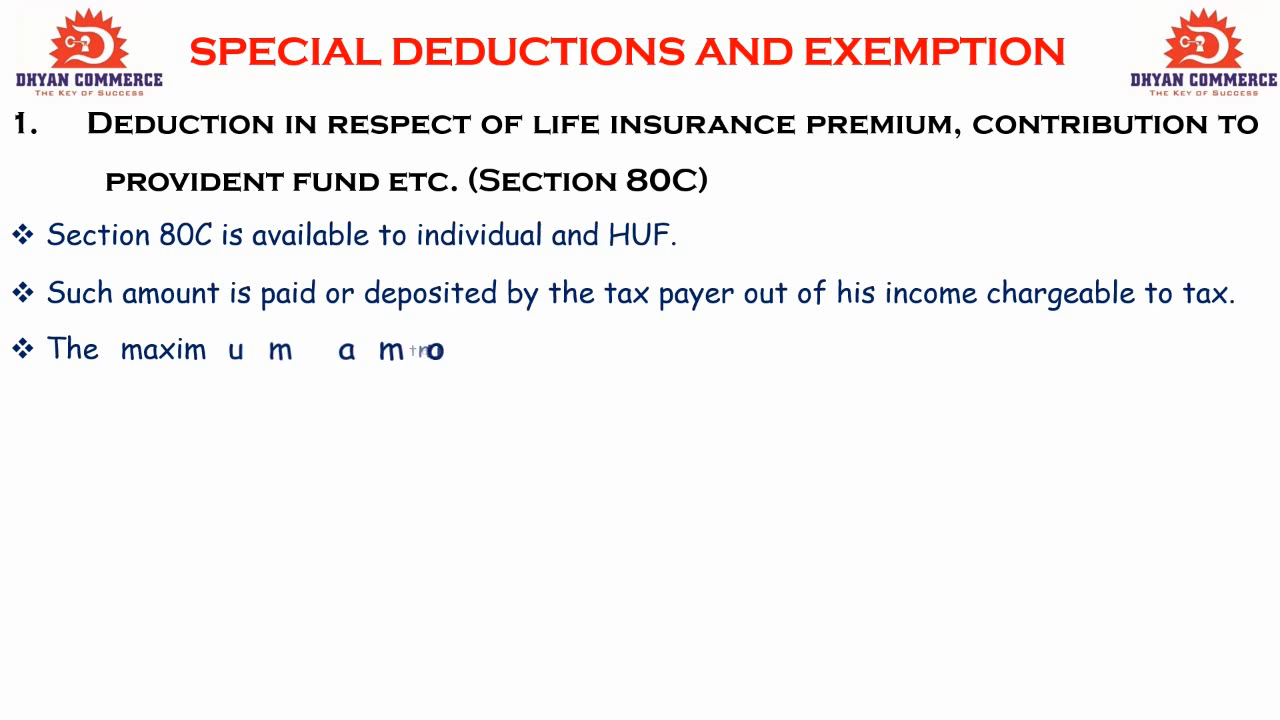 DHYAN COMMERCE
THE KEY OF SUCCESS
SPECIAL DEDUCTIONS AND EXEMPTION
DHYAN COMMERCE
THE KEY OF SUCCESS
1. DEDUCTION IN RESPECT OF LIFE INSURANCE PREMIUM, CONTRIBUTION TO
PROVIDENT FUND ETC. (SECTION 80C)
❖ Section 80C is available to individual and HUF.
❖ Such amount is paid or deposited by the tax payer out of his income chargeable to tax.
❖ The maximum